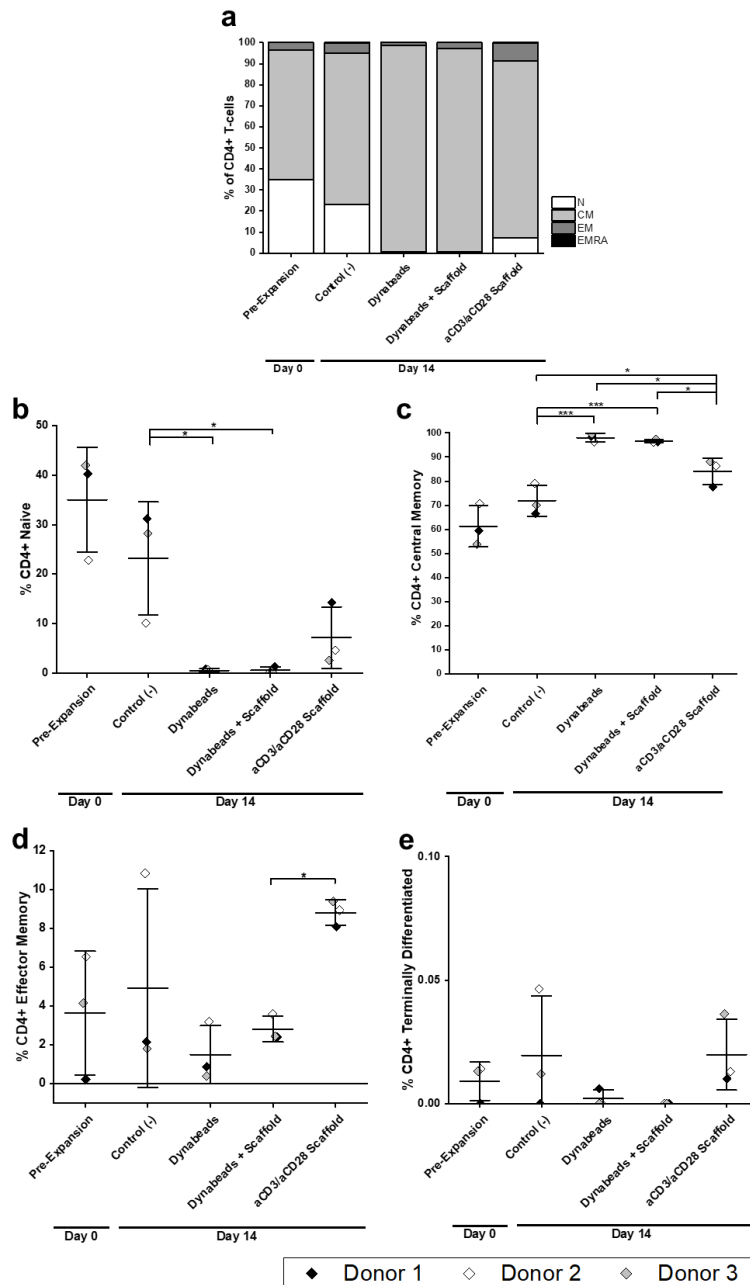 a
% of CD4+ T-cells
100
90
80
70
60
50
40
30
20
10
0
N
CM
EM
EMRA
Pre-Expansion
Control (-)
Dynabeads
Dynabeads + Scaffold
aCD3/aCD28 Scaffold
Day 0
Day 14
b
% CD4+ Naive
50
40
30
20
10
0
*
*
Pre-Expansion
Control (-)
Dynabeads
Dynabeads + Scaffold
aCD3/aCD28 Scaffold
Day 0
Day 14
c
% CD4+ Central Memory
100
90
80
70
60
50
40
30
20
10
0
*
*
*
***
***
Pre-Expansion
Control (-)
Dynabeads
Dynabeads + Scaffold
aCD3/aCD28 Scaffold
Day 0
Day 14
d
% CD4+ Effector Memory
12
10
8
6
4
2
0
*
Pre-Expansion
Control (-)
Dynabeads
Dynabeads + Scaffold
aCD3/aCD28 Scaffold
Day 0
Day 14
e
% CD4+ Terminally Differentiated
0.10
0.05
0.00
Pre-Expansion
Control (-)
Dynabeads
Dynabeads + Scaffold
aCD3/aCD28 Scaffold
Day 0
Day 14
Donor 1 Donor 2 Donor 3